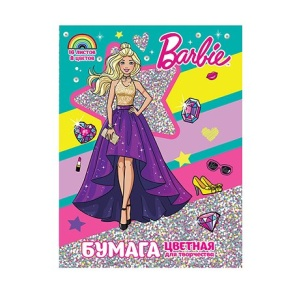 16 листов
8 цветов
Barbie
БУМАГА ЦВЕТНАЯ
для творчества